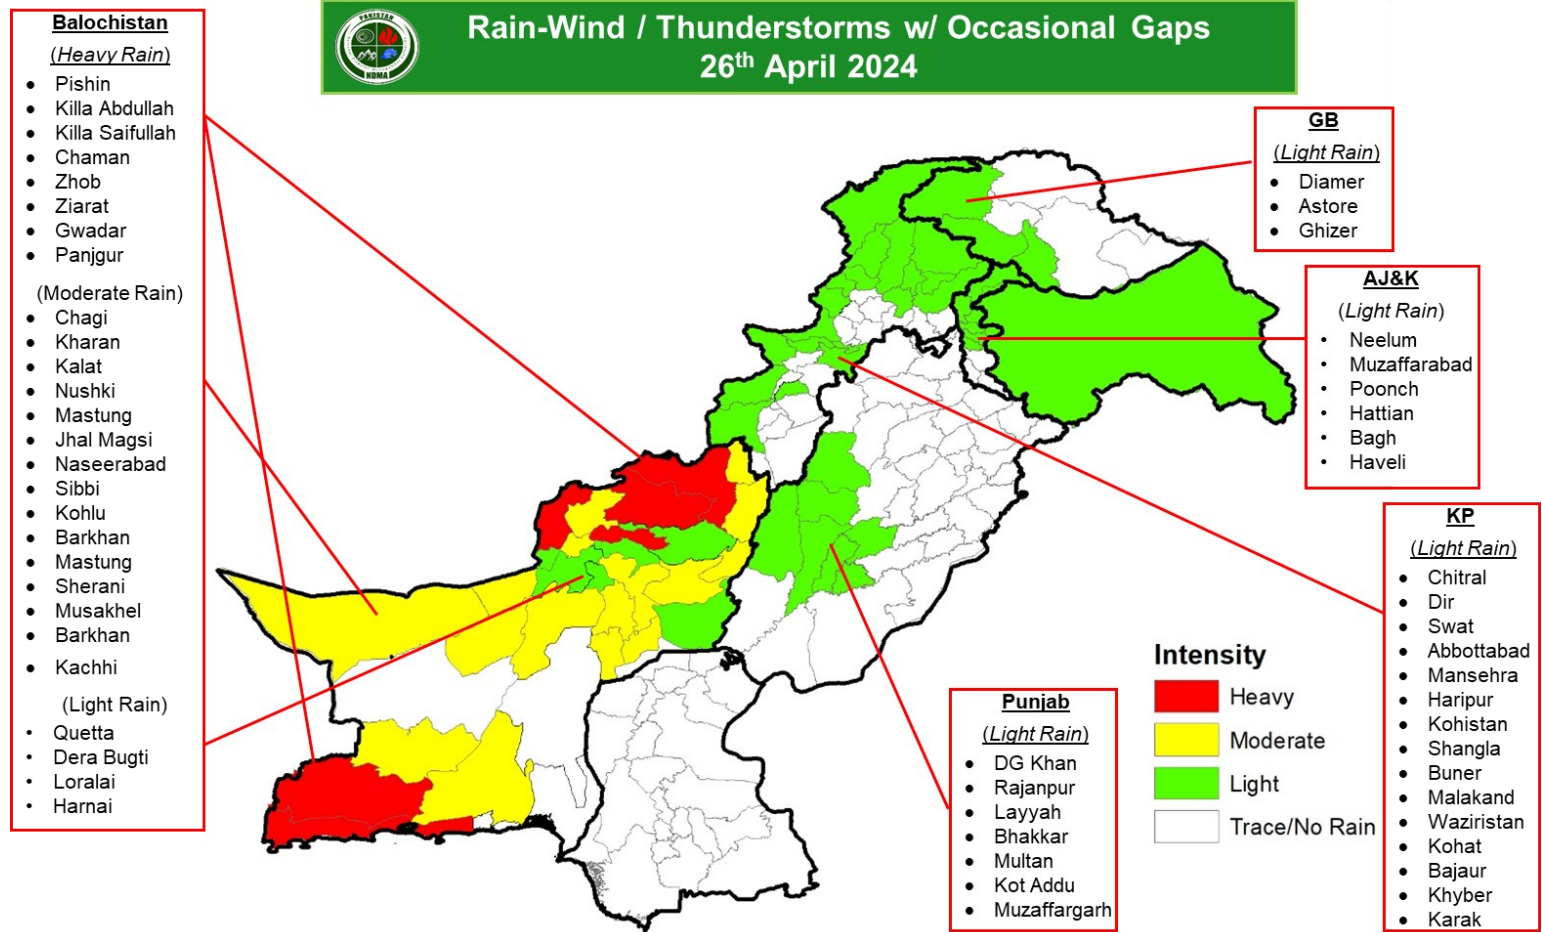 Rain-Wind / Thunderstorms w/ Occasional Gaps
26th April 2024
PAKISTAN
NDMA
Balochistan
(Heavy Rain)
● Pishin
● Killa Abdullah
● Killa Saifullah
● Chaman
● Zhob
● Ziarat
● Gwadar
● Panjgur
(Moderate Rain)
● Chagi
● Kharan
● Kalat
● Nushki
● Mastung
● Jhal Magsi
● Naseerabad
● Sibbi
● Kohlu
● Barkhan
● Mastung
● Sherani
● Musakhel
● Barkhan
● Kachhi
(Light Rain)
• Quetta
• Dera Bugti
• Loralai
• Harnai
GB
(Light Rain)
● Diamer
● Astore
● Ghizer
AJ&K
(Light Rain)
• Neelum
• Muzaffarabad
• Poonch
• Hattian
• Bagh
• Haveli
KP
(Light Rain)
● Chitral
● Dir
● Swat
● Abbottabad
● Mansehra
● Haripur
● Kohistan
● Shangla
● Buner
● Malakand
● Waziristan
● Kohat
● Bajaur
● Khyber
● Karak
Punjab
(Light Rain)
● DG Khan
● Rajanpur
● Layyah
● Bhakkar
● Multan
● Kot Addu
● Muzaffargarh
Intensity
Heavy
Moderate
Light
Trace/No Rain